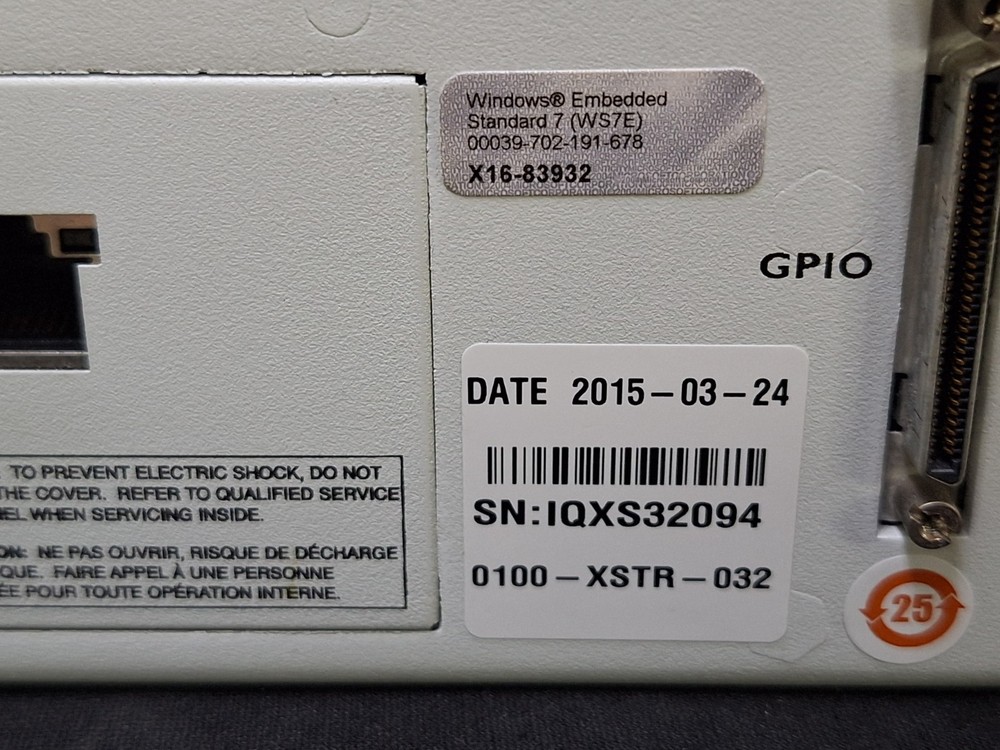 Windows® Embedded
Standard 7 (WS7E)
00039-702-191-678
X16-83932
GPIO
DATE 2015-03-24
SN:IQXS32094
0100-XSTR-032
25
TO PREVENT ELECTRIC SHOCK, DO NOT
THE COVER. REFER TO QUALIFIED SERVICE
WHEN SERVICING INSIDE.
NE PAS OUVRIR, RISQUE DE DÉCHARGE
FAIRE APPEL À UNE PERSONNE
POUR TOUTE OPÉRATION INTERNE.